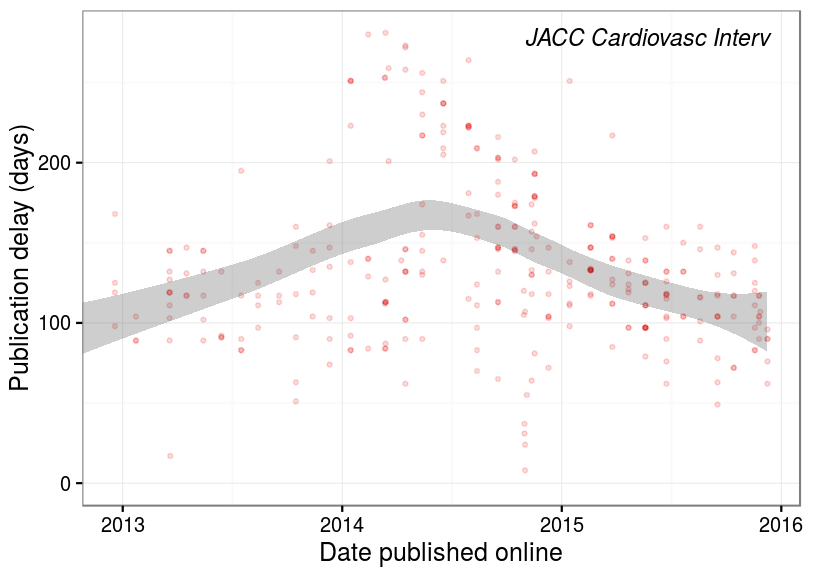 JACC Cardiovasc Interv
Publication delay (days)
200
100
0
2013 2014 2015 2016
Date published online